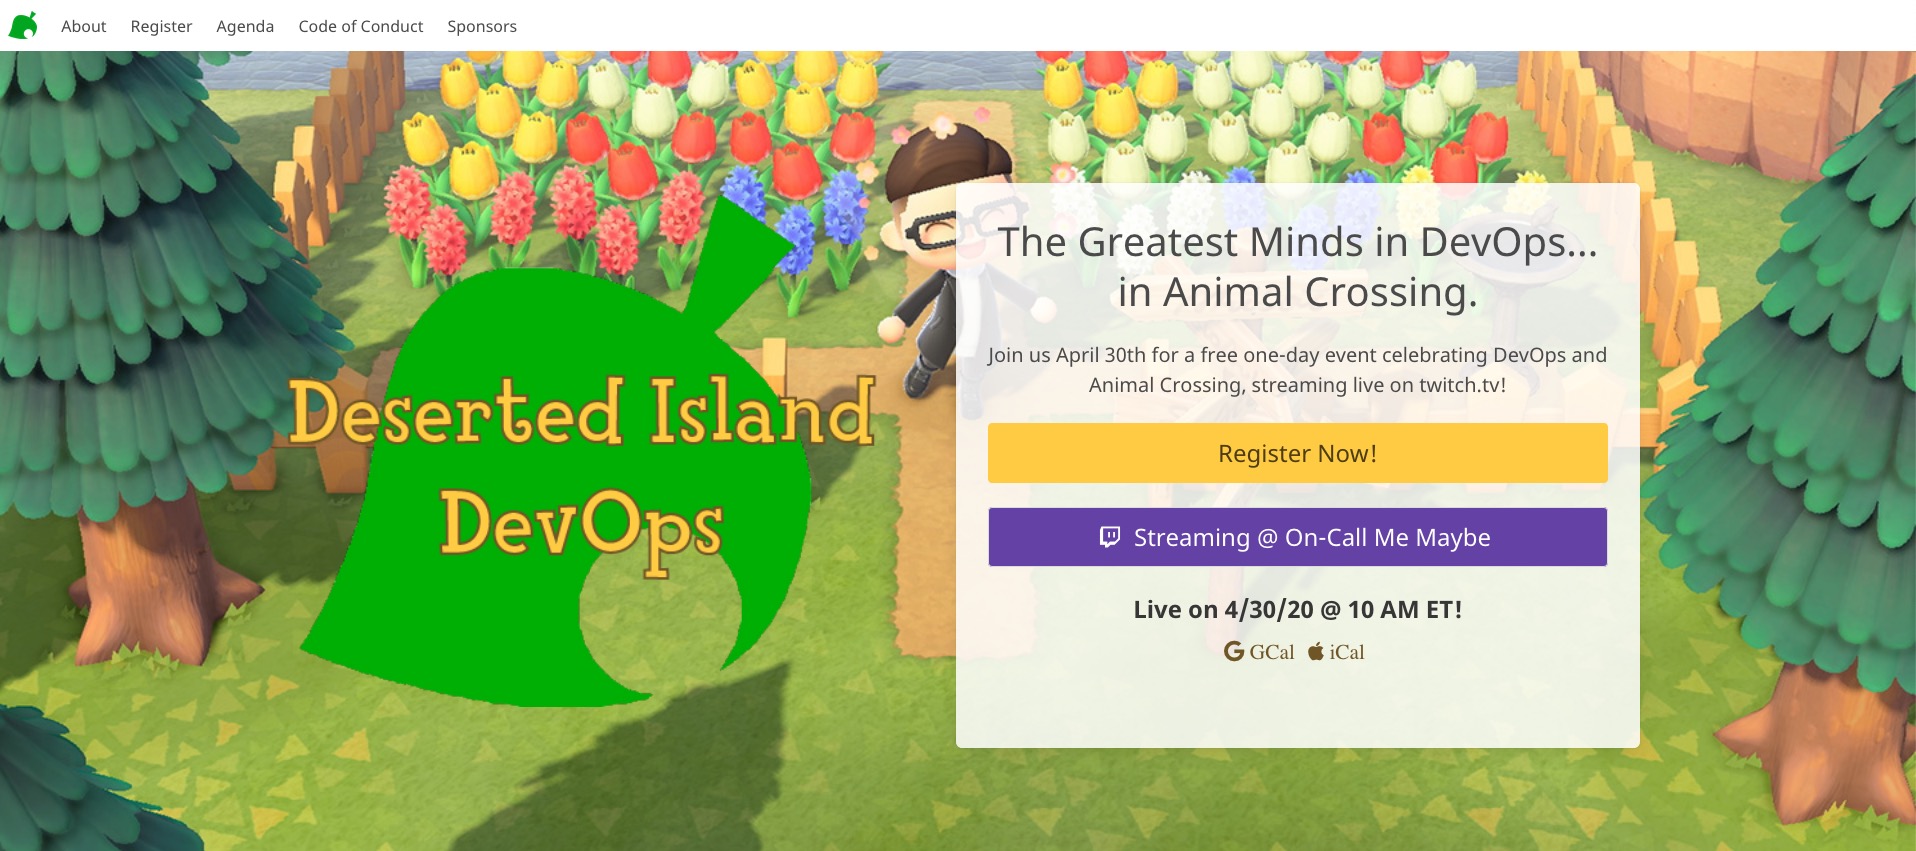 About Register Agenda Code of Conduct Sponsors
Deserted Island
DevOps
The Greatest Minds in DevOps...
in Animal Crossing.
Join us April 30th for a free one-day event celebrating DevOps and
Animal Crossing, streaming live on twitch.tv!
Register Now!
Streaming @ On-Call Me Maybe
Live on 4/30/20 @ 10 AM ET!
GCal iCal